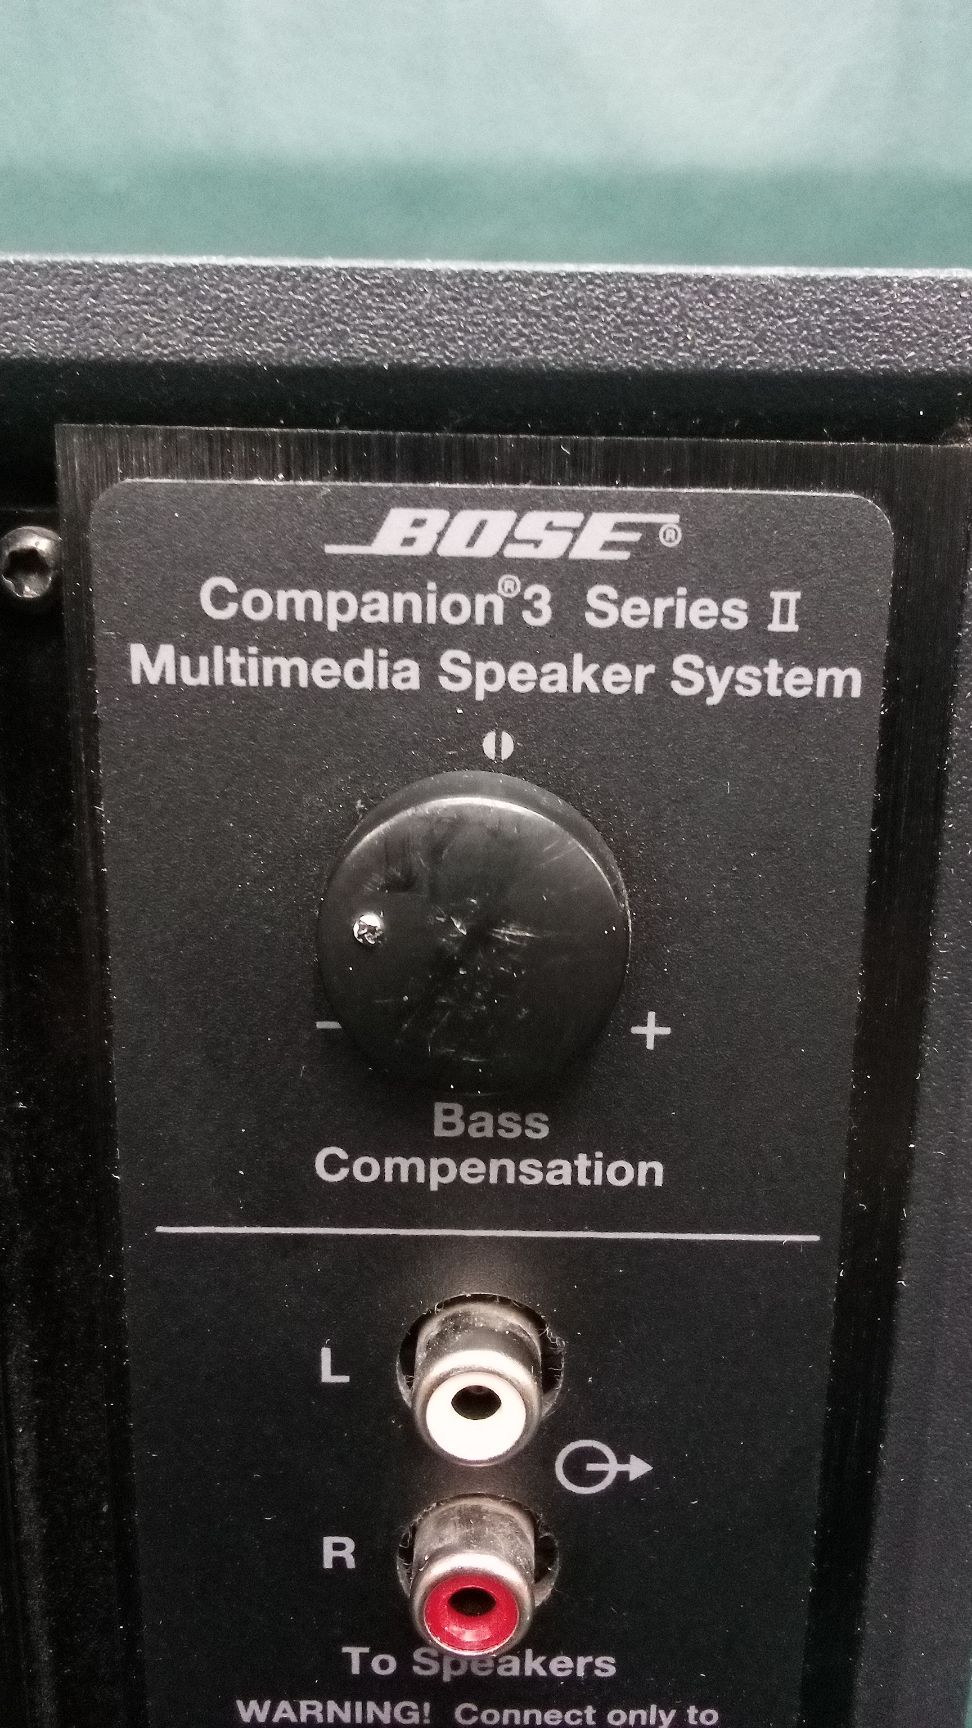 BOSE®
Companion®3 Series II
Multimedia Speaker System
- +
Bass
Compensation
L
R
To Speakers
WARNING! Connect only to